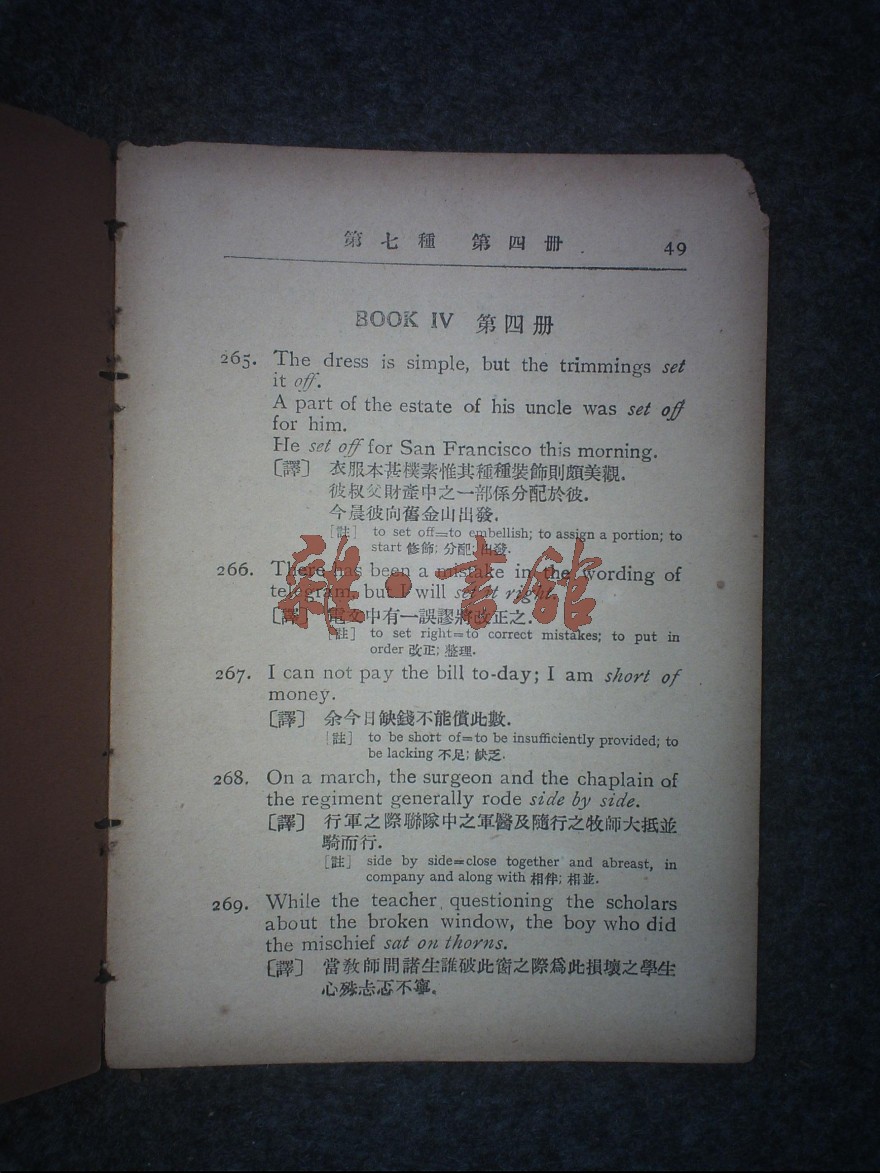 第七種 第四册 49
BOOK IV 第四册
265. The dress is simple, but the trimmings set
it off.
A part of the estate of his uncle was set off
for him.
He set off for San Francisco this morning.
〔譯〕 衣服本甚樸素惟其種種裝飾則頗美觀.
彼叔父財產中之一部係分配於彼.
今晨彼向舊金山出發.
〔註〕 to set off=to embellish; to assign a portion; to
start 修飾; 分配; 出發.
266. There has been a mistake in the wording of
telegram, but I will set it right.
〔譯〕 電文中有一誤謬將改正之.
〔註〕 to set right=to correct mistakes; to put in
order 改正; 整理.
267. I can not pay the bill to-day; I am short of
money.
〔譯〕 余今日缺錢不能償此數.
〔註〕 to be short of=to be insufficiently provided; to
be lacking 不足; 缺乏.
268. On a march, the surgeon and the chaplain of
the regiment generally rode side by side.
〔譯〕 行軍之際聯隊中之軍醫及隨行之牧師大抵並
騎而行.
〔註〕 side by side=close together and abreast, in
company and along with 相伴; 相並.
269. While the teacher questioning the scholars
about the broken window, the boy who did
the mischief sat on thorns.
〔譯〕 當教師問諸生誰破此窗之際爲此損壞之學生
心殊忐忑不寧。
雜·書館